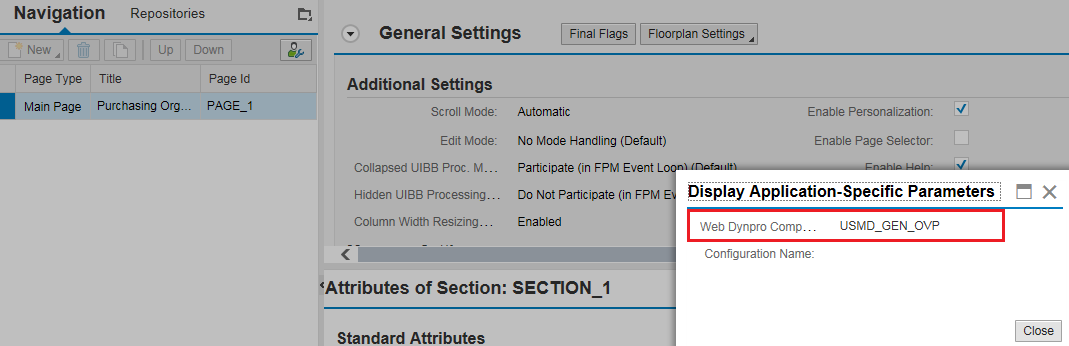 Navigation Repositories
New Up Down
Page Type Title Page Id
Main Page Purchasing Org... PAGE_1
General Settings Final Flags Floorplan Settings
Additional Settings
Scroll Mode: Automatic Enable Personalization:
Edit Mode: No Mode Handling (Default) Enable Page Selector:
Collapsed UIBB Proc. M... Participate (in FPM Event Loop) (Default) Enable Help:
Hidden UIBB Processing... Do Not Participate (in FPM Eve
Column Width Resizing... Enabled
Attributes of Section: SECTION_1
Standard Attributes
Display Application-Specific Parameters
Web Dynpro Comp... USMD_GEN_OVP
Configuration Name:
Close